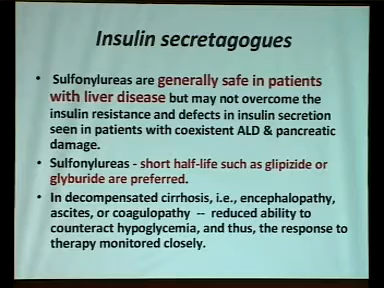 Insulin secretagogues
• Sulfonylureas are generally safe in patients
with liver disease but may not overcome the
insulin resistance and defects in insulin secretion
seen in patients with coexistent ALD & pancreatic
damage.
• Sulfonylureas - short half-life such as glipizide or
glyburide are preferred.
• In decompensated cirrhosis, i.e., encephalopathy,
ascites, or coagulopathy -- reduced ability to
counteract hypoglycemia, and thus, the response to
therapy monitored closely.